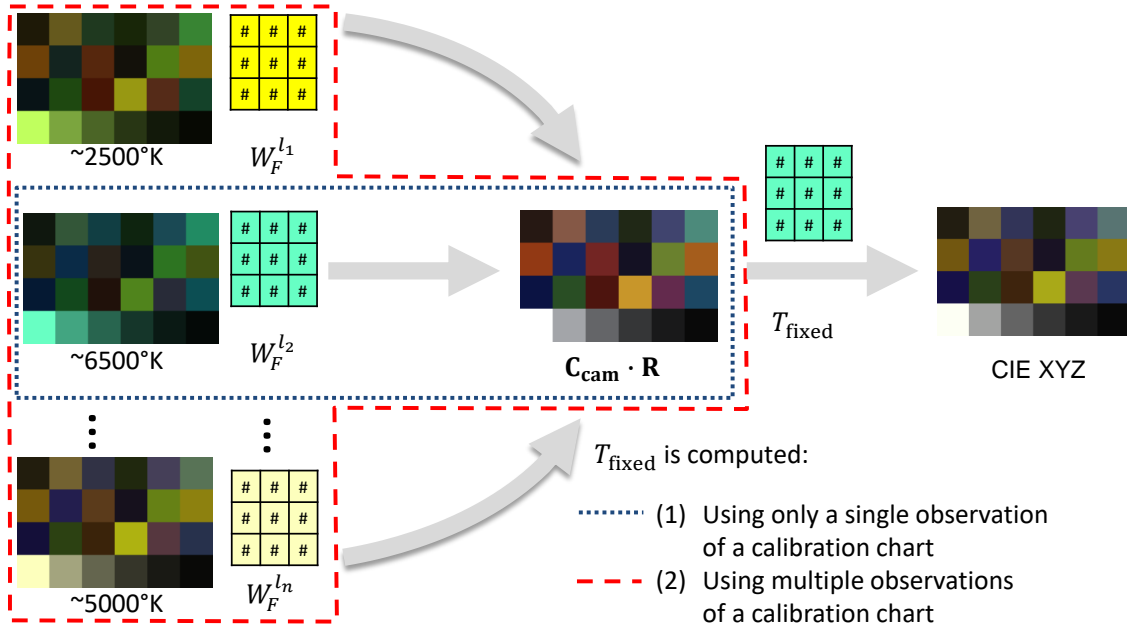 # # #
# # #
# # #
~2500°K
W_F^{l_1}
# # #
# # #
# # #
~6500°K
W_F^{l_2}
C_cam · R
# # #
# # #
# # #
T_fixed
CIE XYZ
# # #
# # #
# # #
~5000°K
W_F^{l_n}
T_fixed is computed:
(1) Using only a single observation
of a calibration chart
(2) Using multiple observations
of a calibration chart